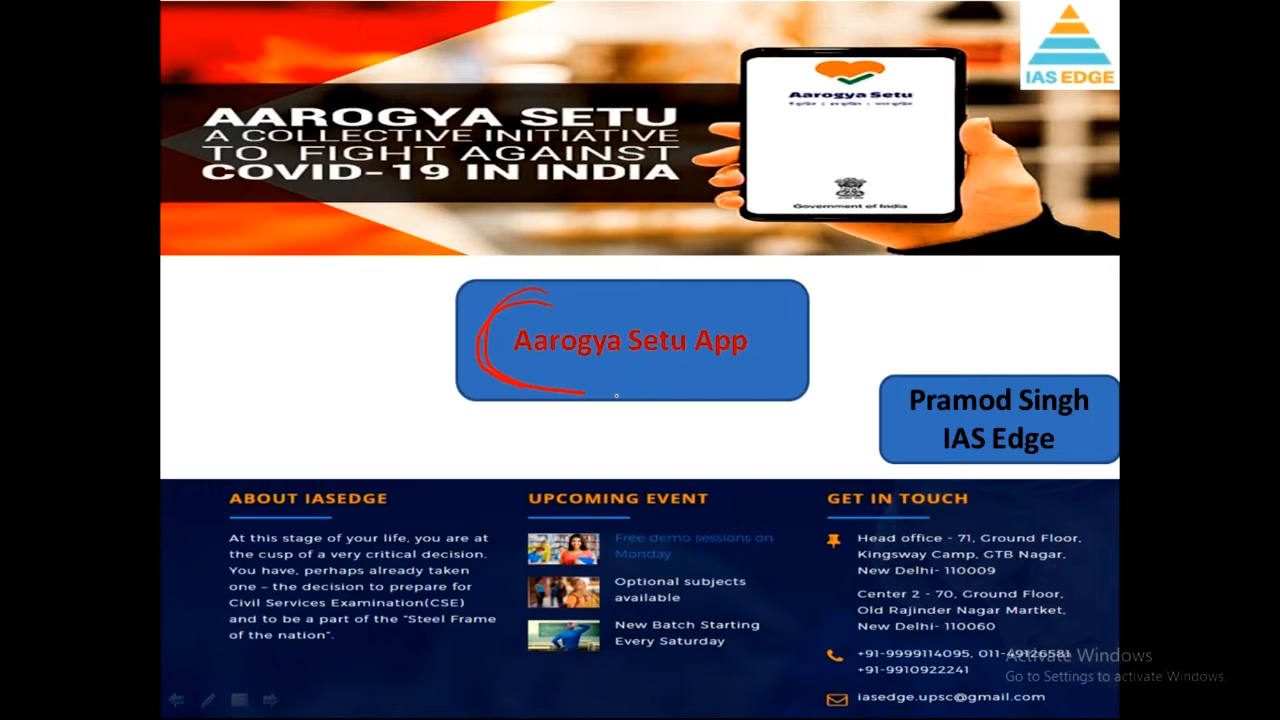 IAS EDGE
AAROGYA SETU
A COLLECTIVE INITIATIVE
TO FIGHT AGAINST
COVID-19 IN INDIA
Aarogya Setu
Government of India
Aarogya Setu App
Pramod Singh
IAS Edge
ABOUT IASEDGE
At this stage of your life, you are at
the cusp of a very critical decision.
You have, perhaps already taken
one – the decision to prepare for
Civil Services Examination(CSE)
and to be a part of the "Steel Frame
of the nation".
UPCOMING EVENT
Free demo sessions on
Monday
Optional subjects
available
New Batch Starting
Every Saturday
GET IN TOUCH
Head office - 71, Ground Floor,
Kingsway Camp, GTB Nagar,
New Delhi- 110009
Center 2 - 70, Ground Floor,
Old Rajinder Nagar Martket,
New Delhi- 110060
+91-9999114095, 011-49126581
+91-9910922241
iasedge.upsc@gmail.com
Activate Windows
Go to Settings to activate Windows.